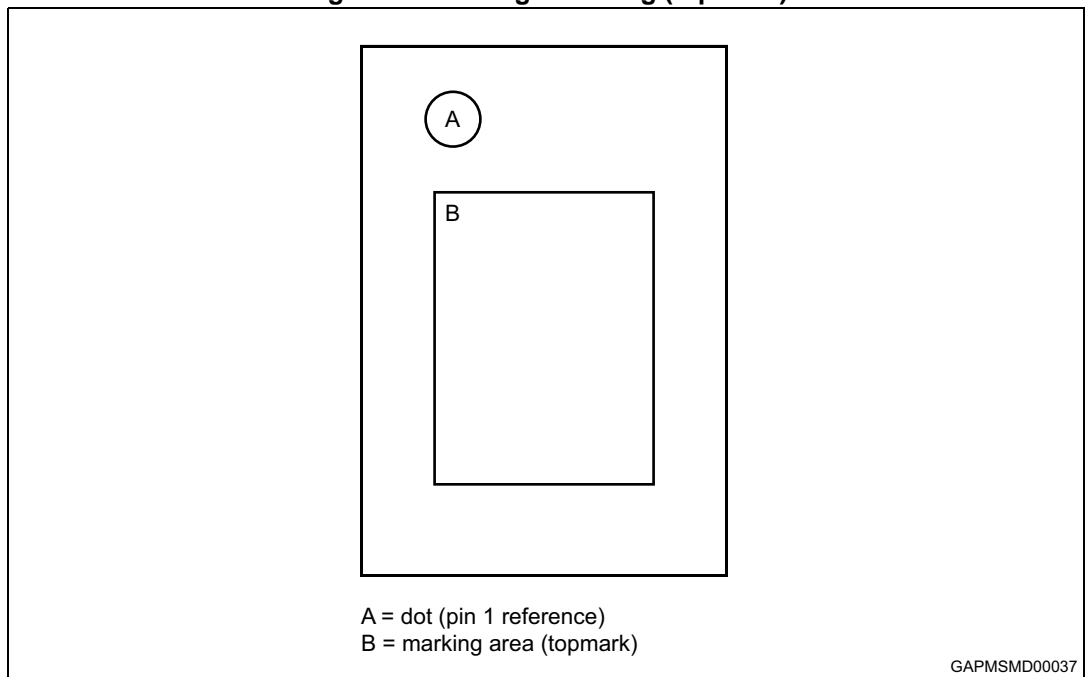 A
B
A = dot (pin 1 reference)
B = marking area (topmark)
GAPMSMD00037